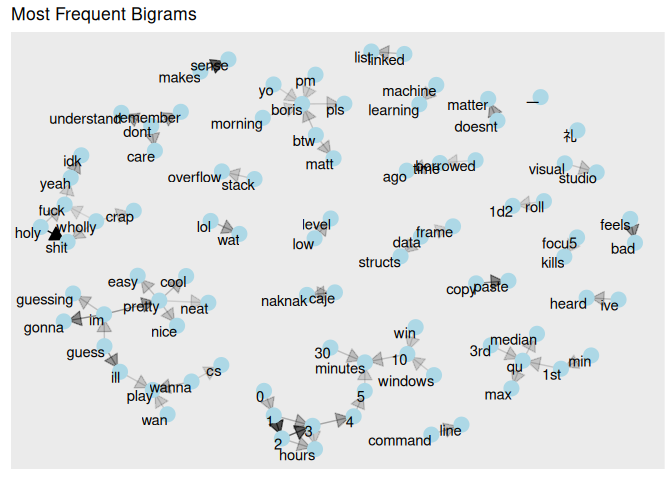 Most Frequent Bigrams
list
linked
sense
makes
yo
pm
boris
pls
machine
learning
matter
doesnt
一
礼
understand
remember
dont
care
morning
btw
matt
idk
yeah
overflow
stack
ago
time
borrowed
visual
studio
fuck
wholly
crap
holy
shit
lol
wat
level
low
frame
data
structs
1d2
roll
feels
bad
focu5
kills
easy
cool
pretty
neat
nice
guessing
gonna
im
guess
naknak
caje
copy
paste
heard
ive
ill
play
wanna
cs
wan
win
30
minutes
10
windows
3rd
median
qu
1st
min
max
0
1
2
3
4
5
hours
command
line